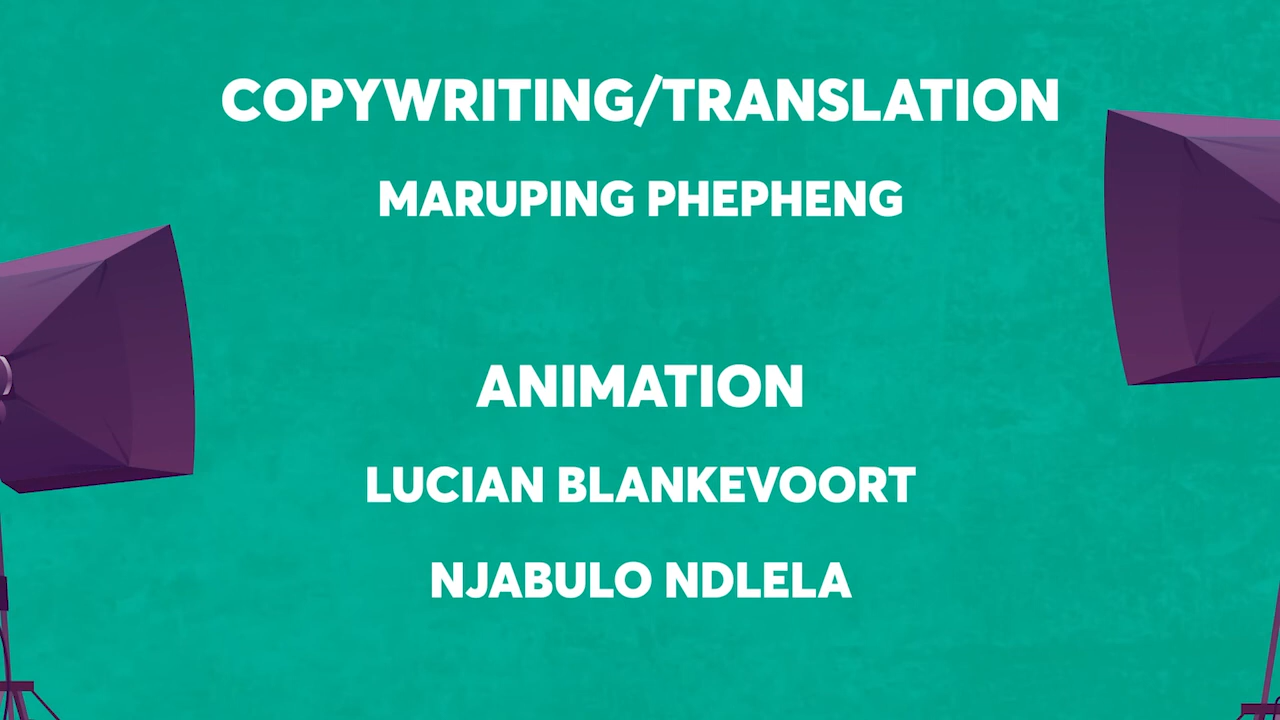 COPYWRITING/TRANSLATION
MARUPING PHEPHENG
ANIMATION
LUCIAN BLANKEVOORT
NJABULO NDLELA